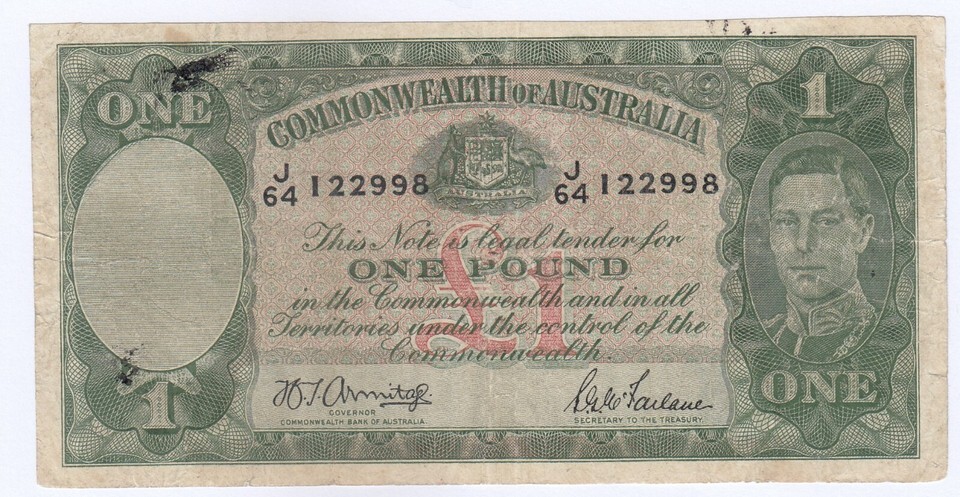 ONE
COMMONWEALTH OF AUSTRALIA
1
J/64 122998
J/64 122998
AUSTRALIA
This Note is legal tender for
ONE POUND
£1
in the Commonwealth and in all
Territories under the control of the
Commonwealth.
1
H.T. Armitage.
GOVERNOR
COMMONWEALTH BANK OF AUSTRALIA.
S.G. McFarlane
SECRETARY TO THE TREASURY.
ONE